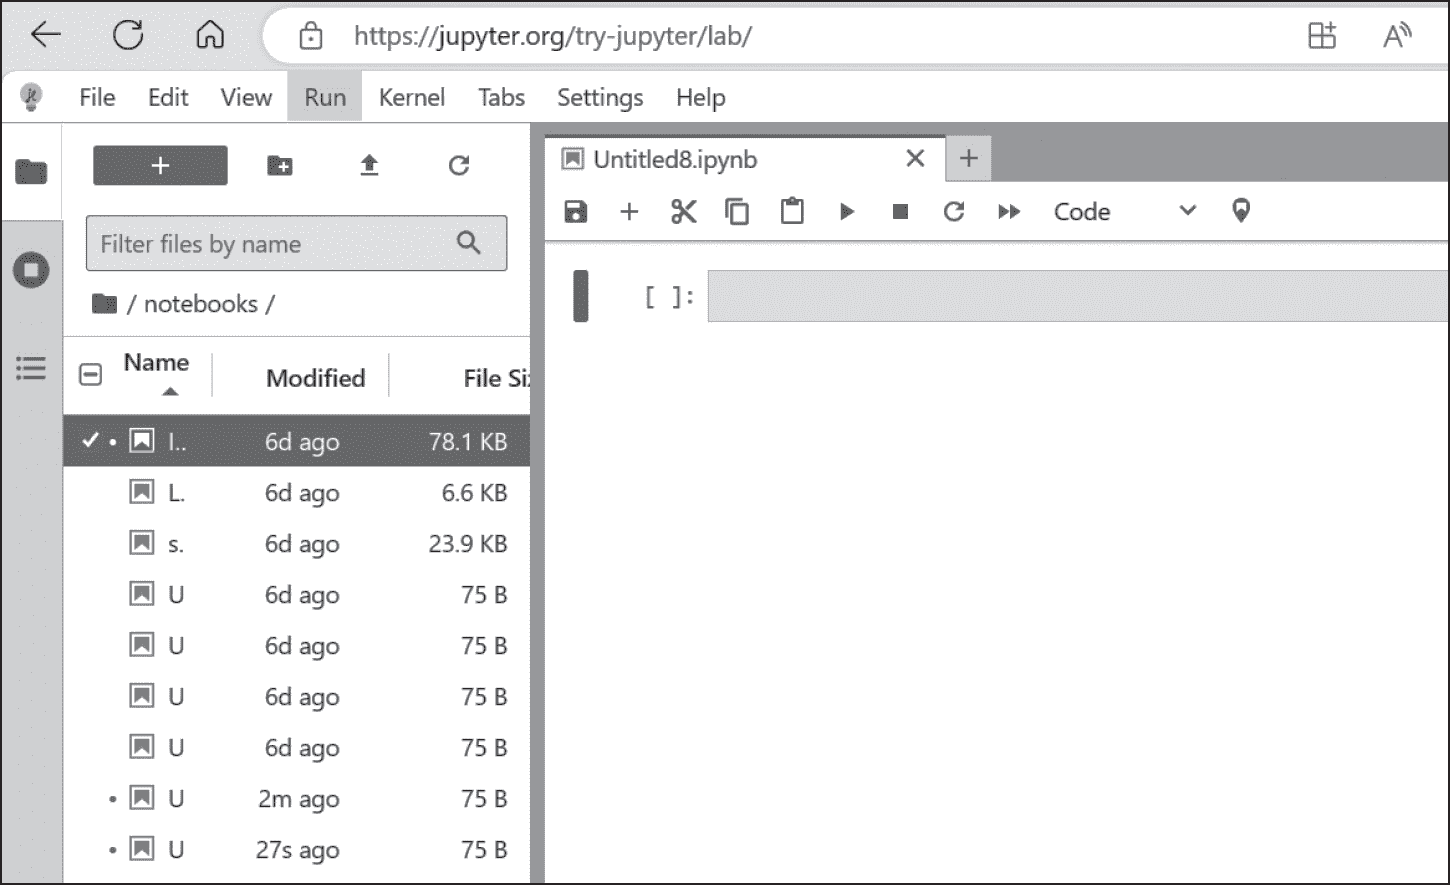 https://jupyter.org/try-jupyter/lab/
File Edit View Run Kernel Tabs Settings Help
Untitled8.ipynb
Code
Filter files by name
/ notebooks /
[ ]:
Name Modified File Siz
I.. 6d ago 78.1 KB
L. 6d ago 6.6 KB
s. 6d ago 23.9 KB
U 6d ago 75 B
U 6d ago 75 B
U 6d ago 75 B
U 6d ago 75 B
U 2m ago 75 B
U 27s ago 75 B